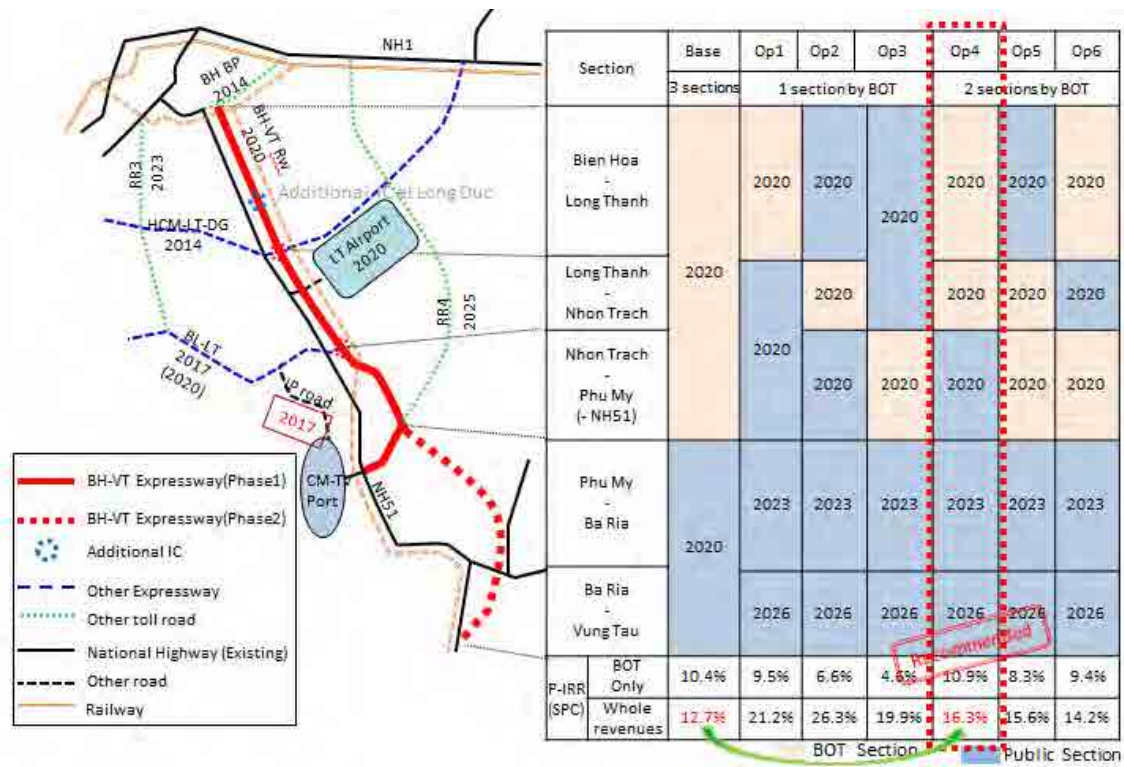 NH1
BH BP
2014
BH-VT Rw
2020
RB3
2023
Additional IC at Long Duc
HCM-LT-DG
2014
LT Airport
2020
RR4
2025
BL-LT
2017
(2020)
IP road
2017
CM-T
Port
NH51
BH-VT Expressway(Phase1)
BH-VT Expressway(Phase2)
Additional IC
Other Expressway
Other toll road
National Highway (Existing)
Other road
Railway
Section Base Op1 Op2 Op3 Op4 Op5 Op6
3 sections 1 section by BOT 2 sections by BOT
Bien Hoa
-
Long Thanh
2020 2020 2020 2020 2020 2020
Long Thanh
-
Nhon Trach
2020 2020 2020 2020 2020
Nhon Trach
-
Phu My
(- NH51)
2020 2020 2020 2020 2020 2020
Phu My
-
Ba Ria
2020 2023 2023 2023 2023 2023 2023
Ba Ria
-
Vung Tau
2026 2026 2026 2026 2026 2026
Recommended
P-IRR
(SPC)
BOT
Only
10.4% 9.5% 6.6% 4.6% 10.9% 8.3% 9.4%
Whole
revenues
12.7% 21.2% 26.3% 19.9% 16.3% 15.6% 14.2%
BOT Section Public Section